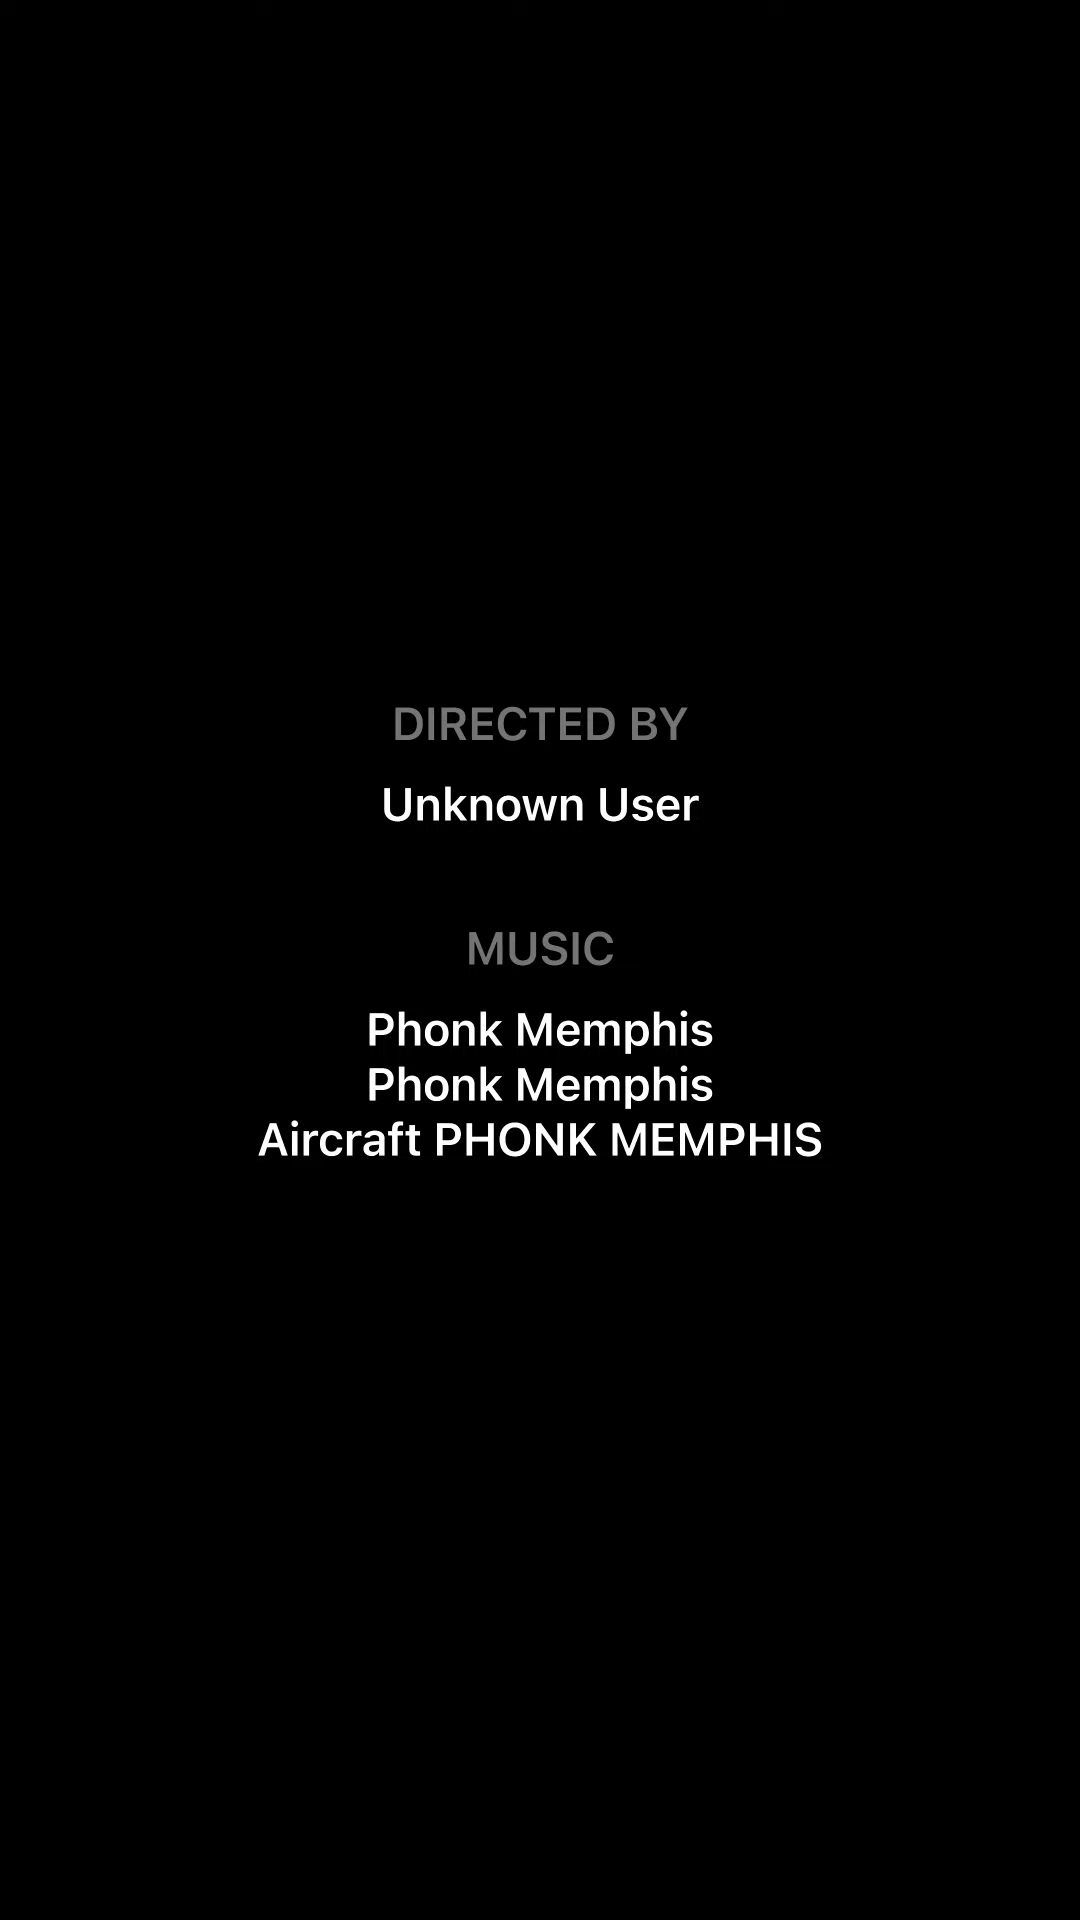 DIRECTED BY
Unknown User
MUSIC
Phonk Memphis
Phonk Memphis
Aircraft PHONK MEMPHIS